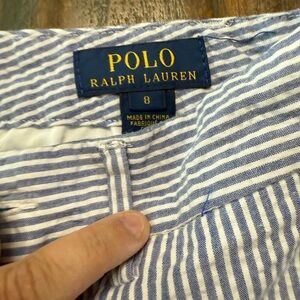 POLO
RALPH LAUREN
8
MADE IN CHINA